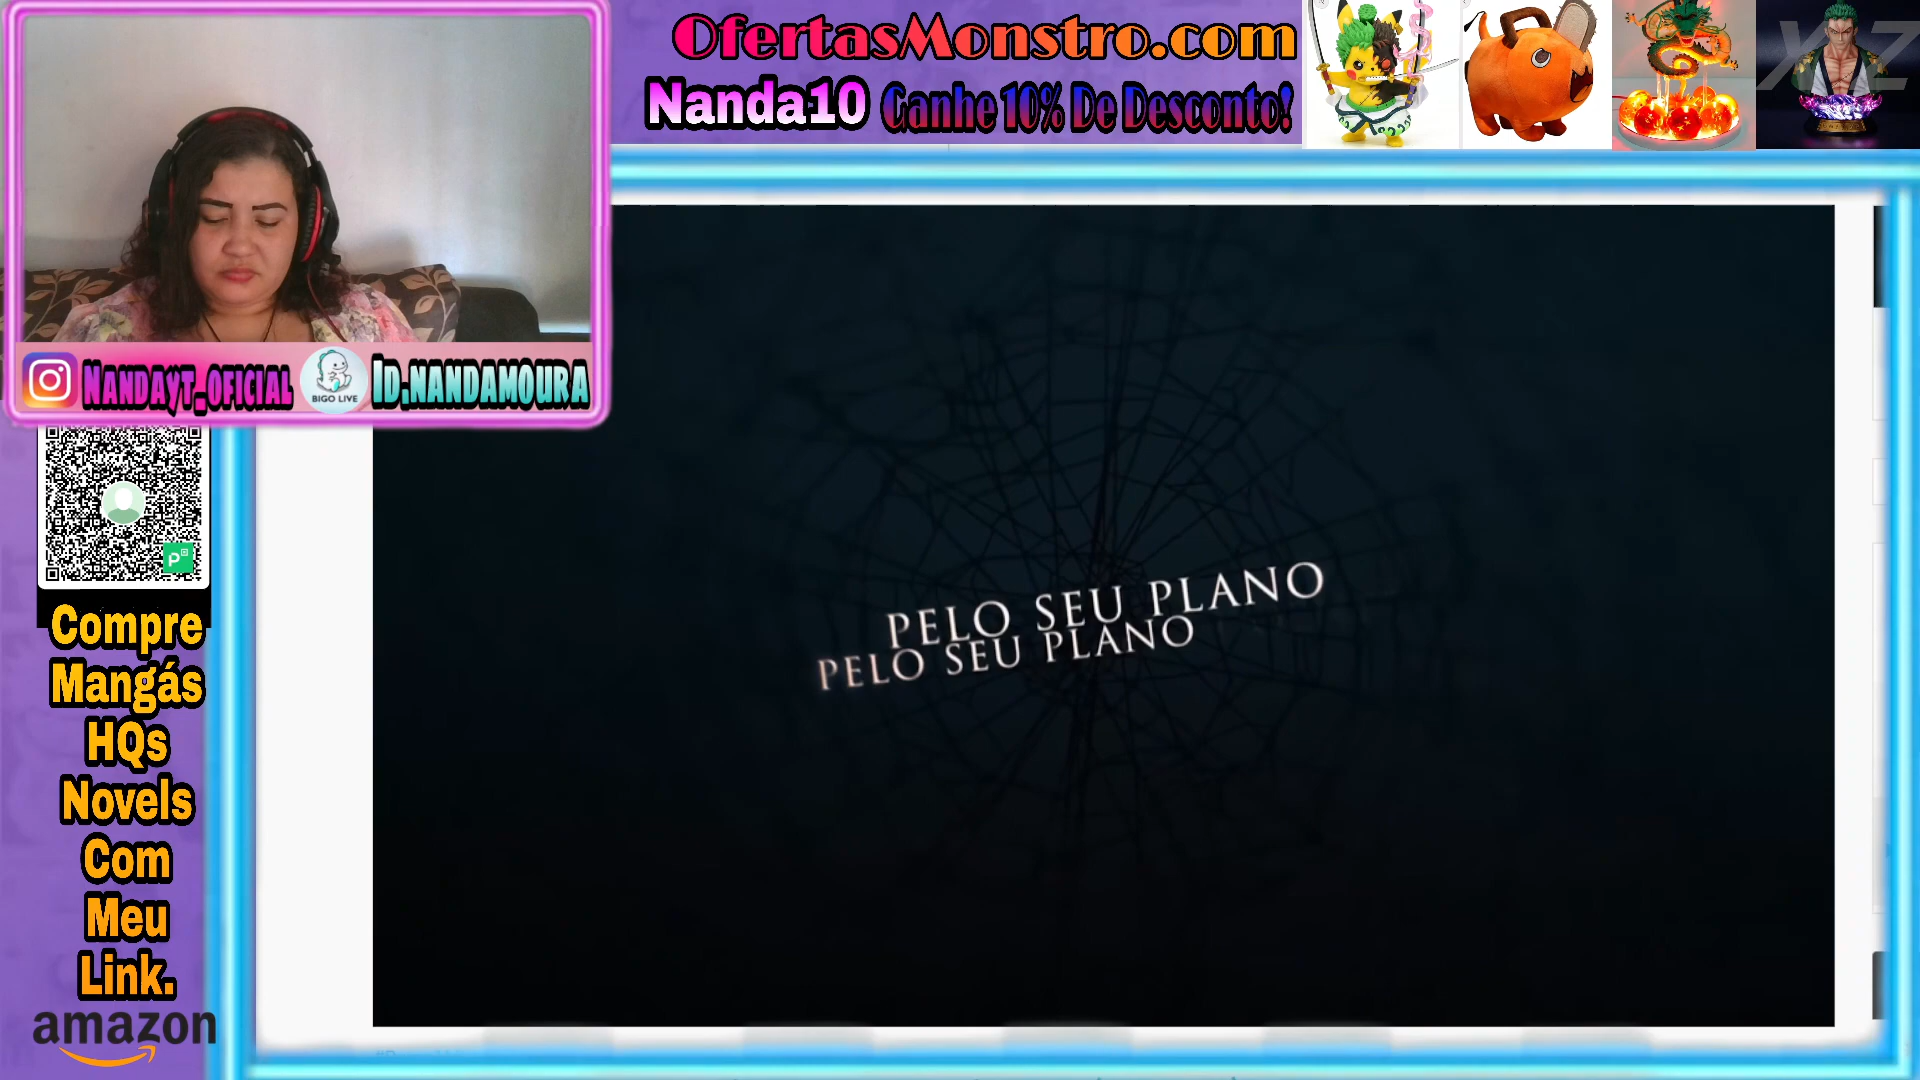 OfertasMonstro.com
Nanda10 Ganhe 10% De Desconto!
XZ
Nandayt_oficial
BIGO LIVE
Id:nandamoura
PELO SEU PLANO
PELO SEU PLANO
Compre
Mangás
HQs
Novels
Com
Meu
Link.
amazon